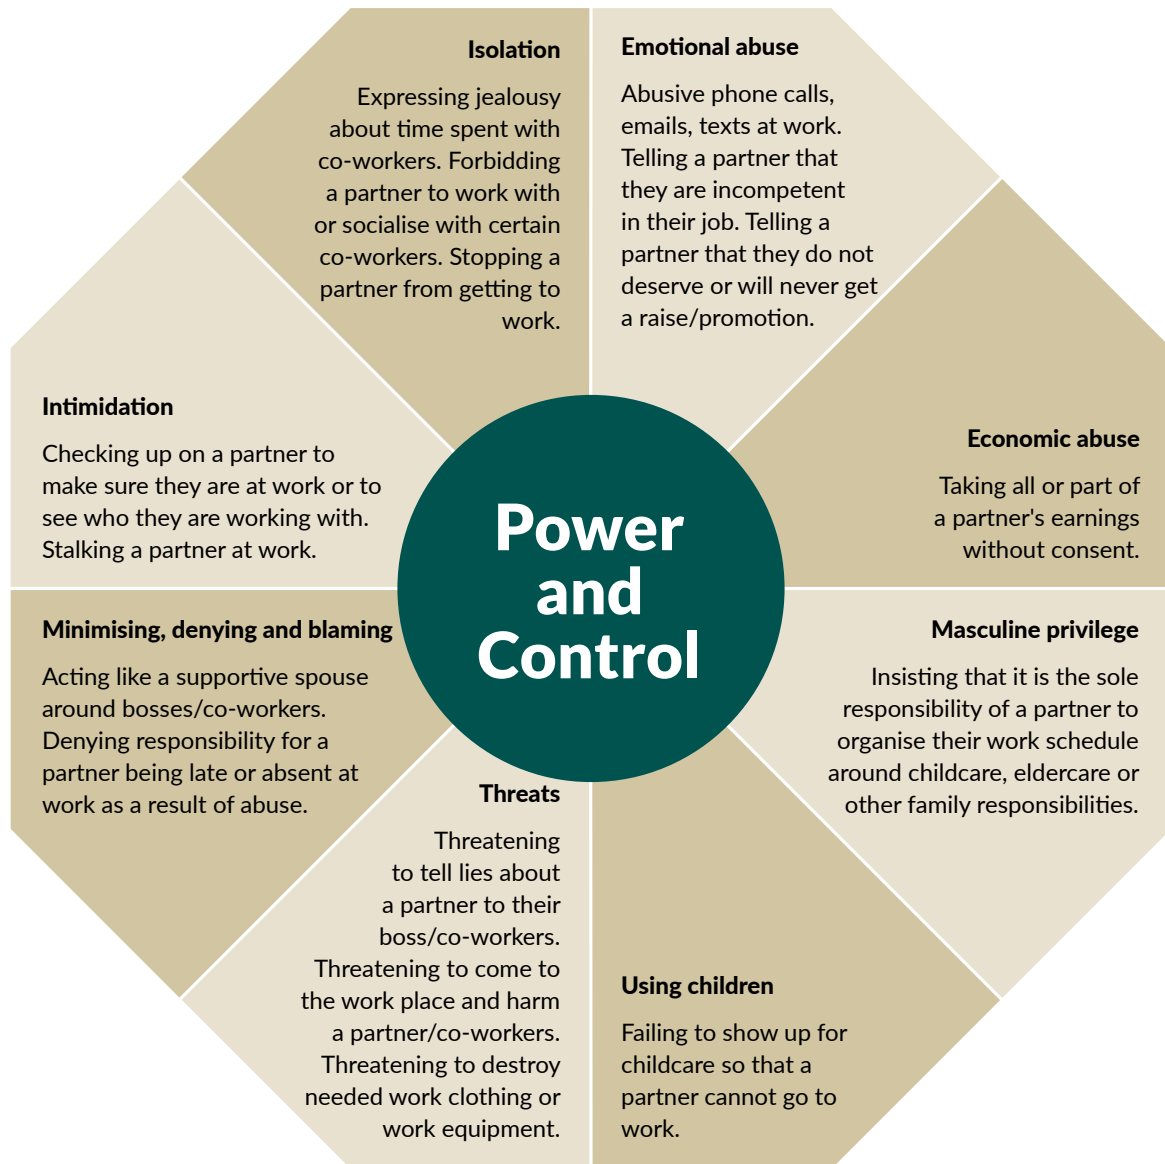 Isolation
Expressing jealousy
about time spent with
co-workers. Forbidding
a partner to work with
or socialise with certain
co-workers. Stopping a
partner from getting to
work.
Emotional abuse
Abusive phone calls,
emails, texts at work.
Telling a partner that
they are incompetent
in their job. Telling a
partner that they do not
deserve or will never get
a raise/promotion.
Intimidation
Checking up on a partner to
make sure they are at work or to
see who they are working with.
Stalking a partner at work.
Power
and
Control
Economic abuse
Taking all or part of
a partner's earnings
without consent.
Minimising, denying and blaming
Acting like a supportive spouse
around bosses/co-workers.
Denying responsibility for a
partner being late or absent at
work as a result of abuse.
Masculine privilege
Insisting that it is the sole
responsibility of a partner to
organise their work schedule
around childcare, eldercare or
other family responsibilities.
Threats
Threatening
to tell lies about
a partner to their
boss/co-workers.
Threatening to come to
the work place and harm
a partner/co-workers.
Threatening to destroy
needed work clothing or
work equipment.
Using children
Failing to show up for
childcare so that a
partner cannot go to
work.